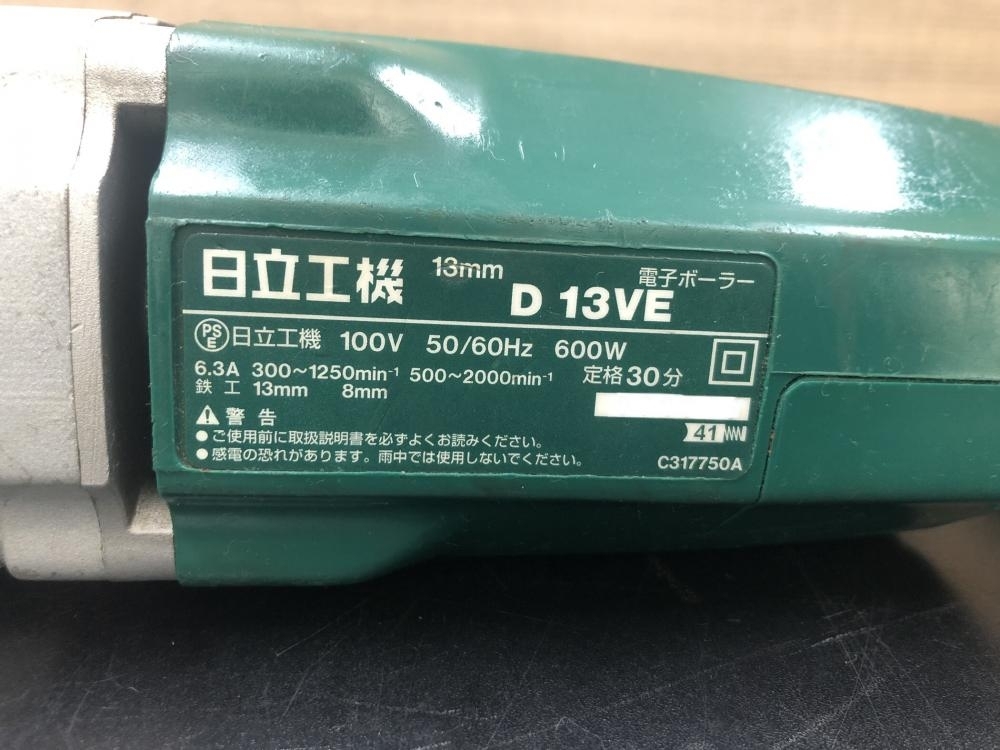 日立工機 13mm 電子ボーラー
D 13VE
PSE 日立工機 100V 50/60Hz 600W
6.3A 300~1250min⁻¹ 500~2000min⁻¹ 定格30分
鉄工 13mm 8mm
警告
●ご使用前に取扱説明書を必ずよくお読みください。
41
●感電の恐れがあります。雨中では使用しないでください。
C317750A